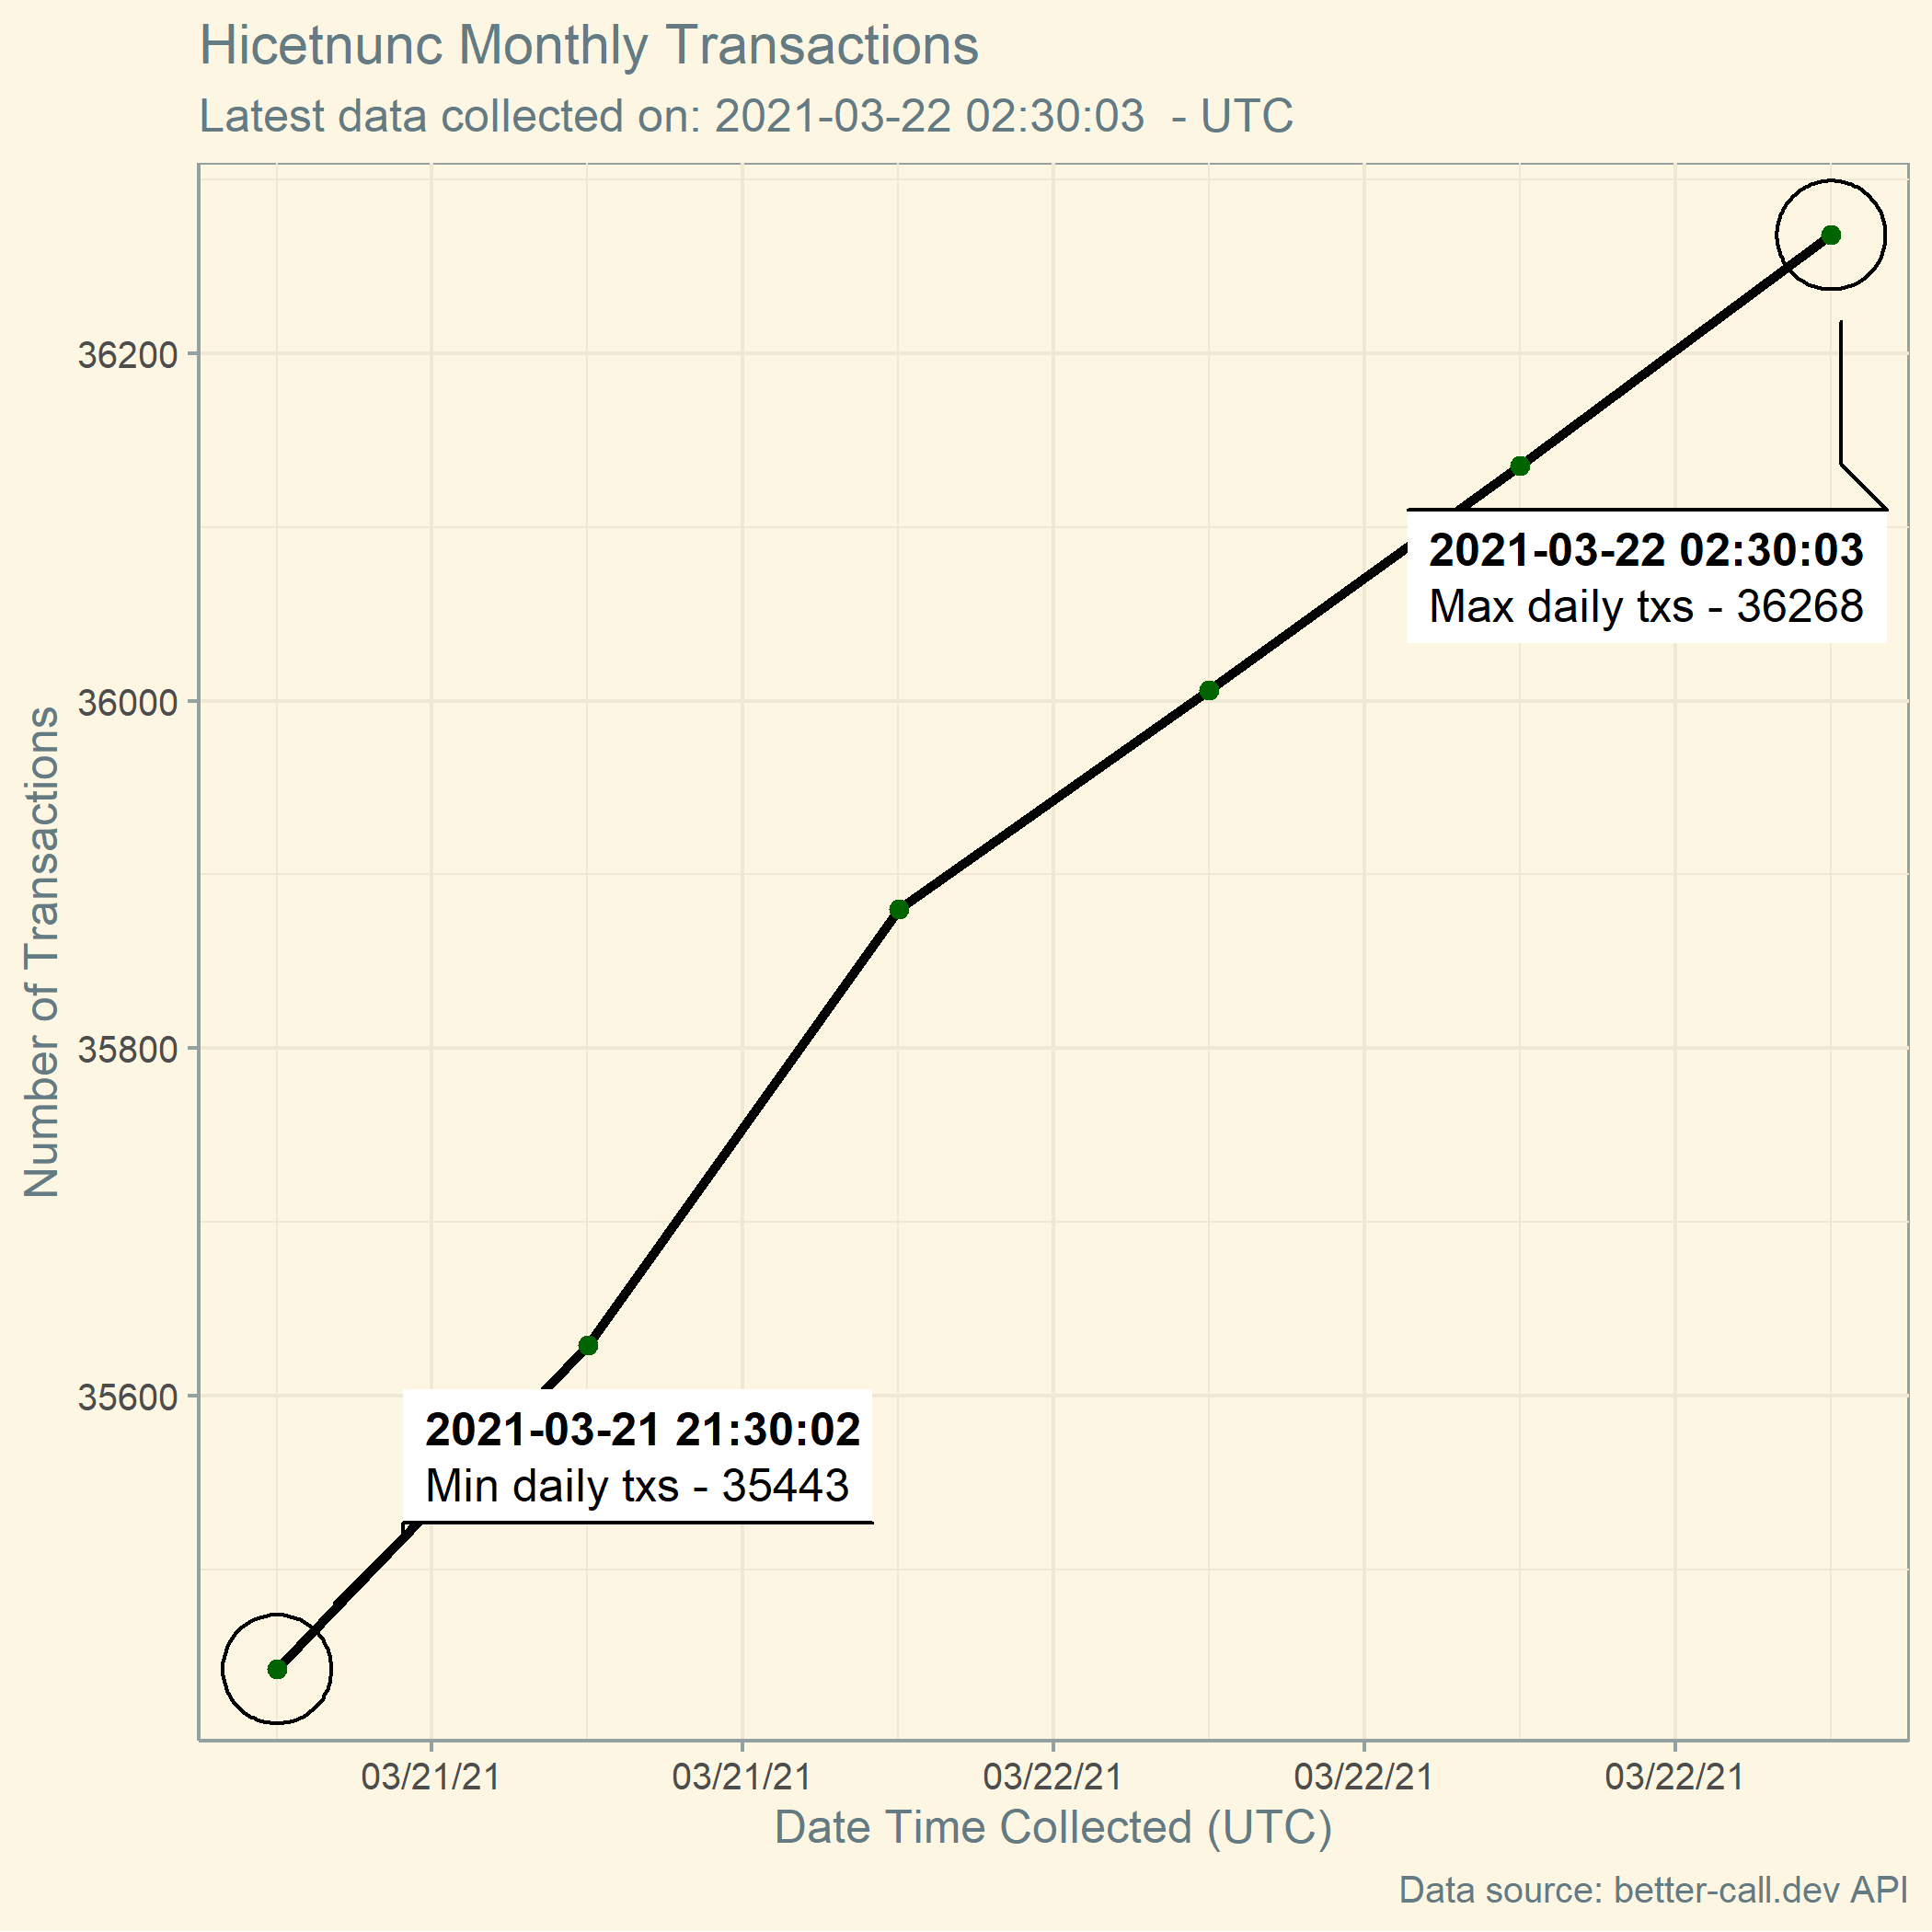 Hicetnunc Monthly Transactions
Latest data collected on: 2021-03-22 02:30:03  - UTC
Number of Transactions
36200
36000
35800
35600
2021-03-22 02:30:03
Max daily txs - 36268
2021-03-21 21:30:02
Min daily txs - 35443
03/21/21 03/21/21 03/22/21 03/22/21 03/22/21
Date Time Collected (UTC)
Data source: better-call.dev API